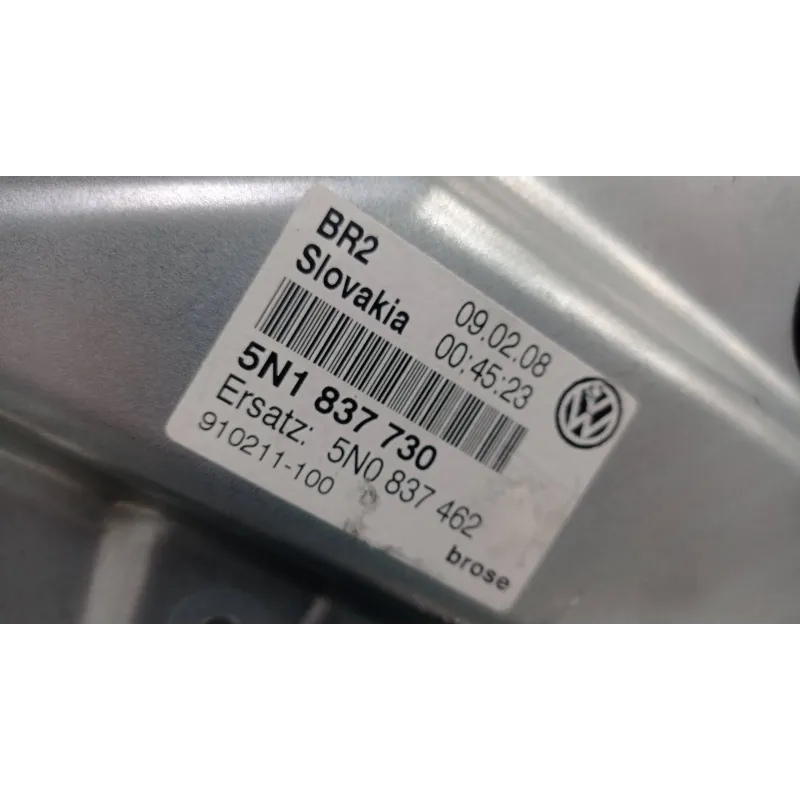 BR2
Slovakia
09.02.08
00:45:23
5N1 837 730
Ersatz: 5N0 837 462
910211-100
brose